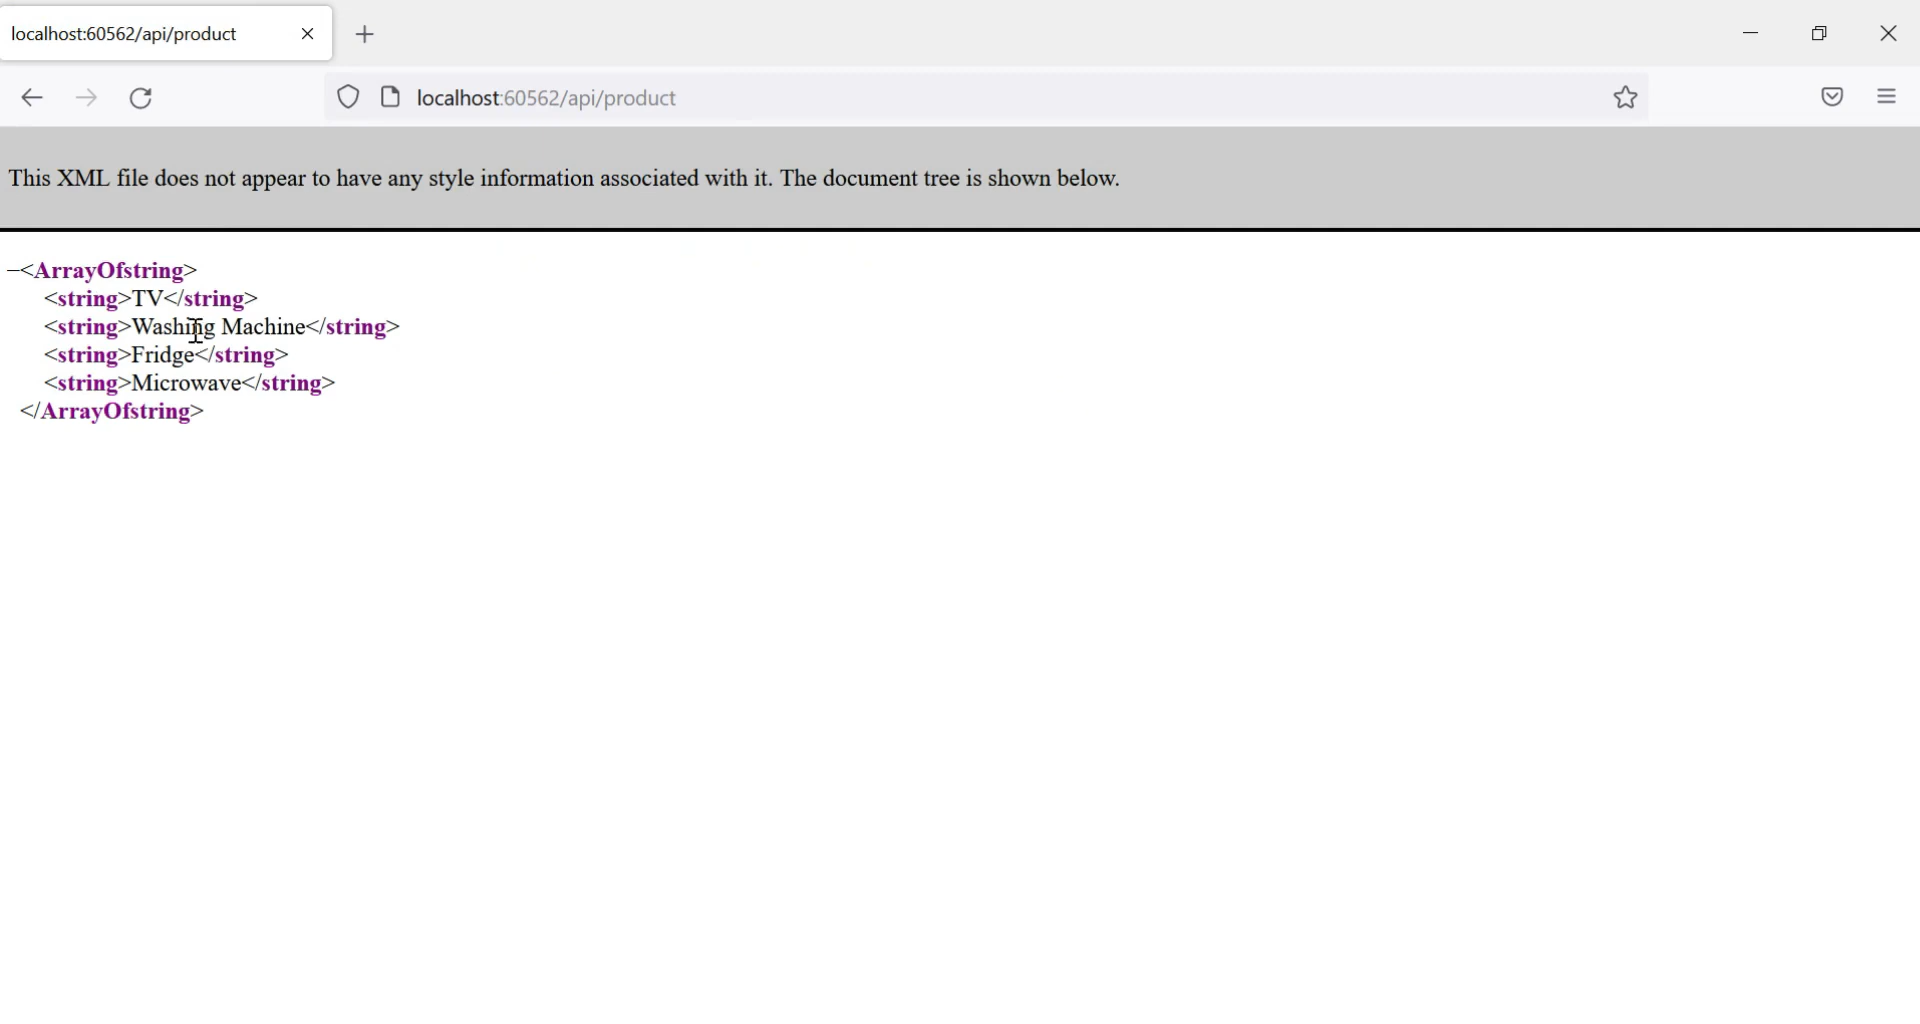 localhost:60562/api/product
localhost:60562/api/product
This XML file does not appear to have any style information associated with it. The document tree is shown below.
–<ArrayOfstring>
<string>TV</string>
<string>Washing Machine</string>
<string>Fridge</string>
<string>Microwave</string>
</ArrayOfstring>